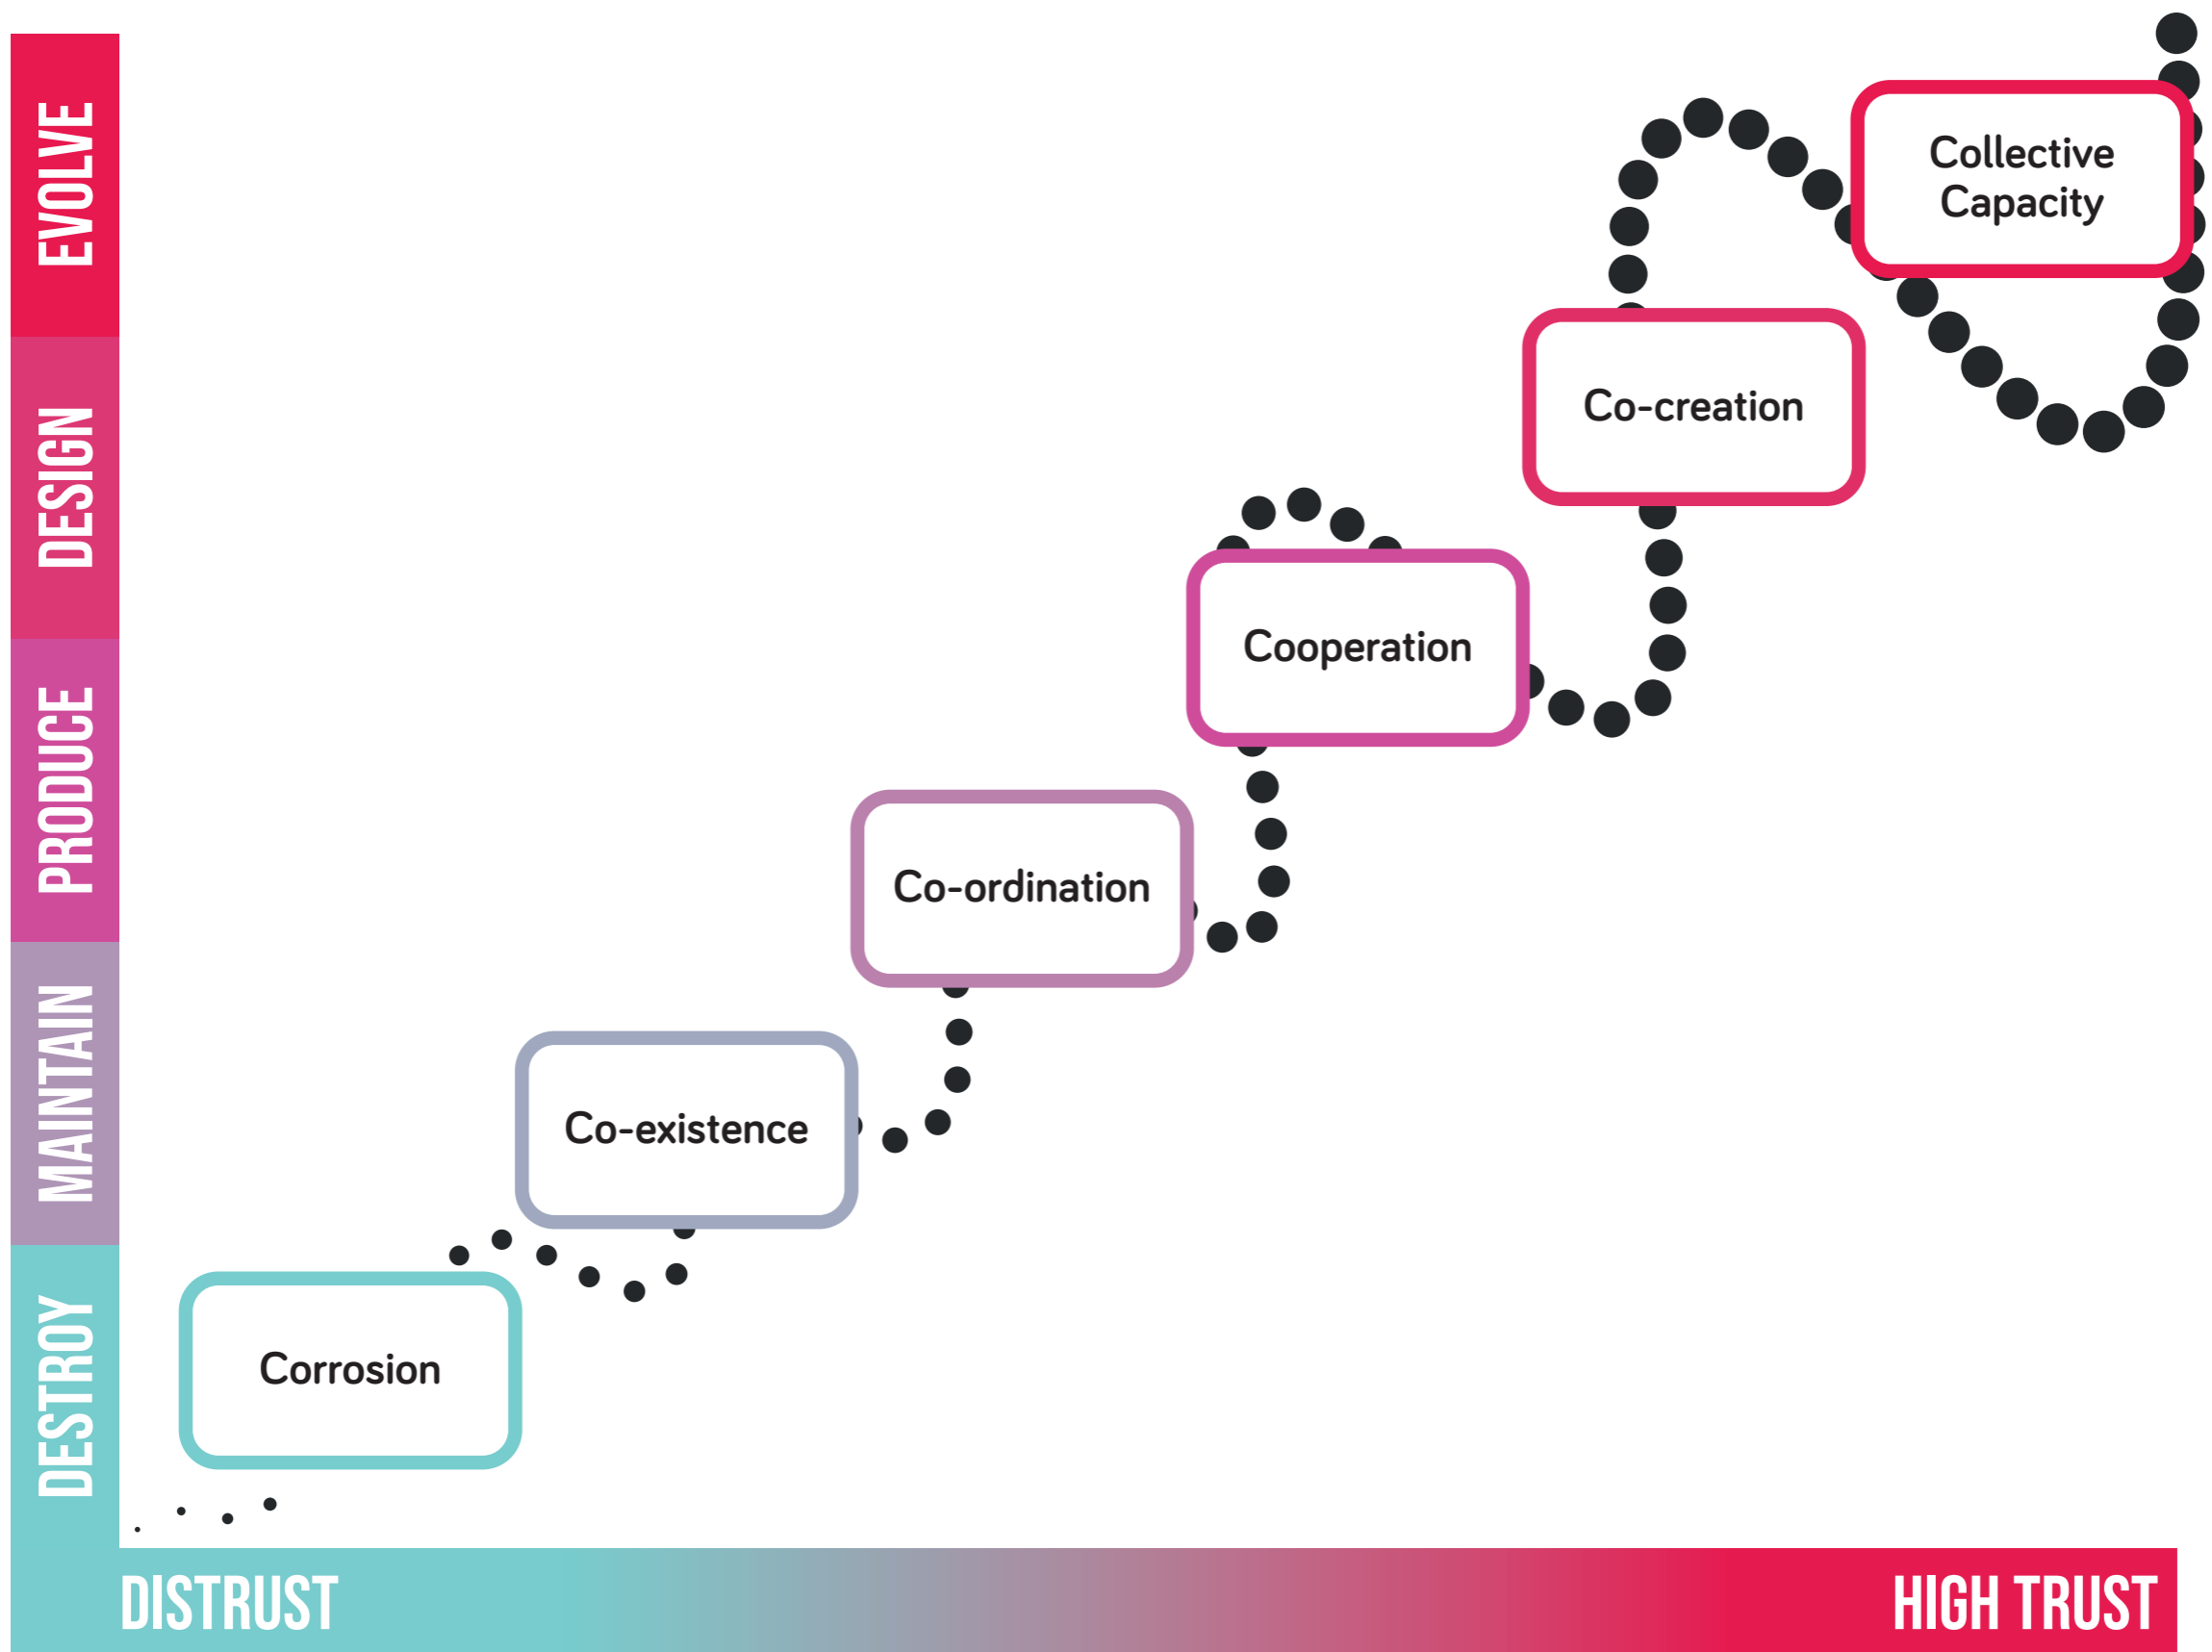 EVOLVE
DESIGN
PRODUCE
MAINTAIN
DESTROY
Collective
Capacity
Co-creation
Cooperation
Co-ordination
Co-existence
Corrosion
DISTRUST
HIGH TRUST